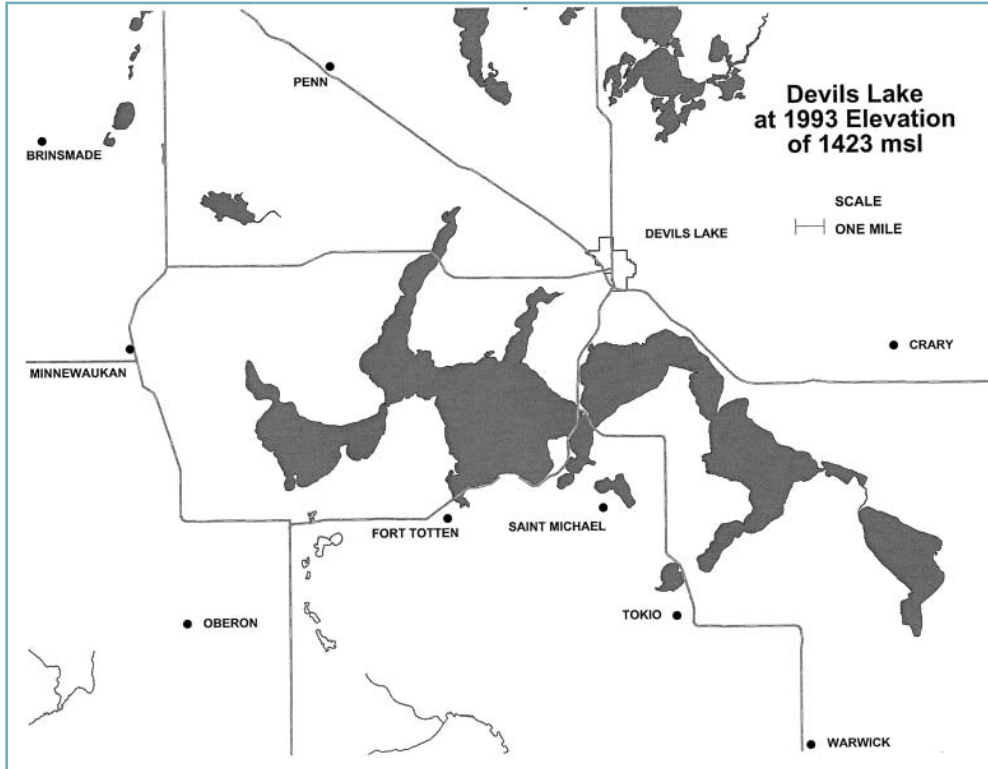 PENN
Devils Lake
at 1993 Elevation
of 1423 msl
BRINSMADE
SCALE
ONE MILE
DEVILS LAKE
CRARY
MINNEWAUKAN
FORT TOTTEN
SAINT MICHAEL
OBERON
TOKIO
WARWICK